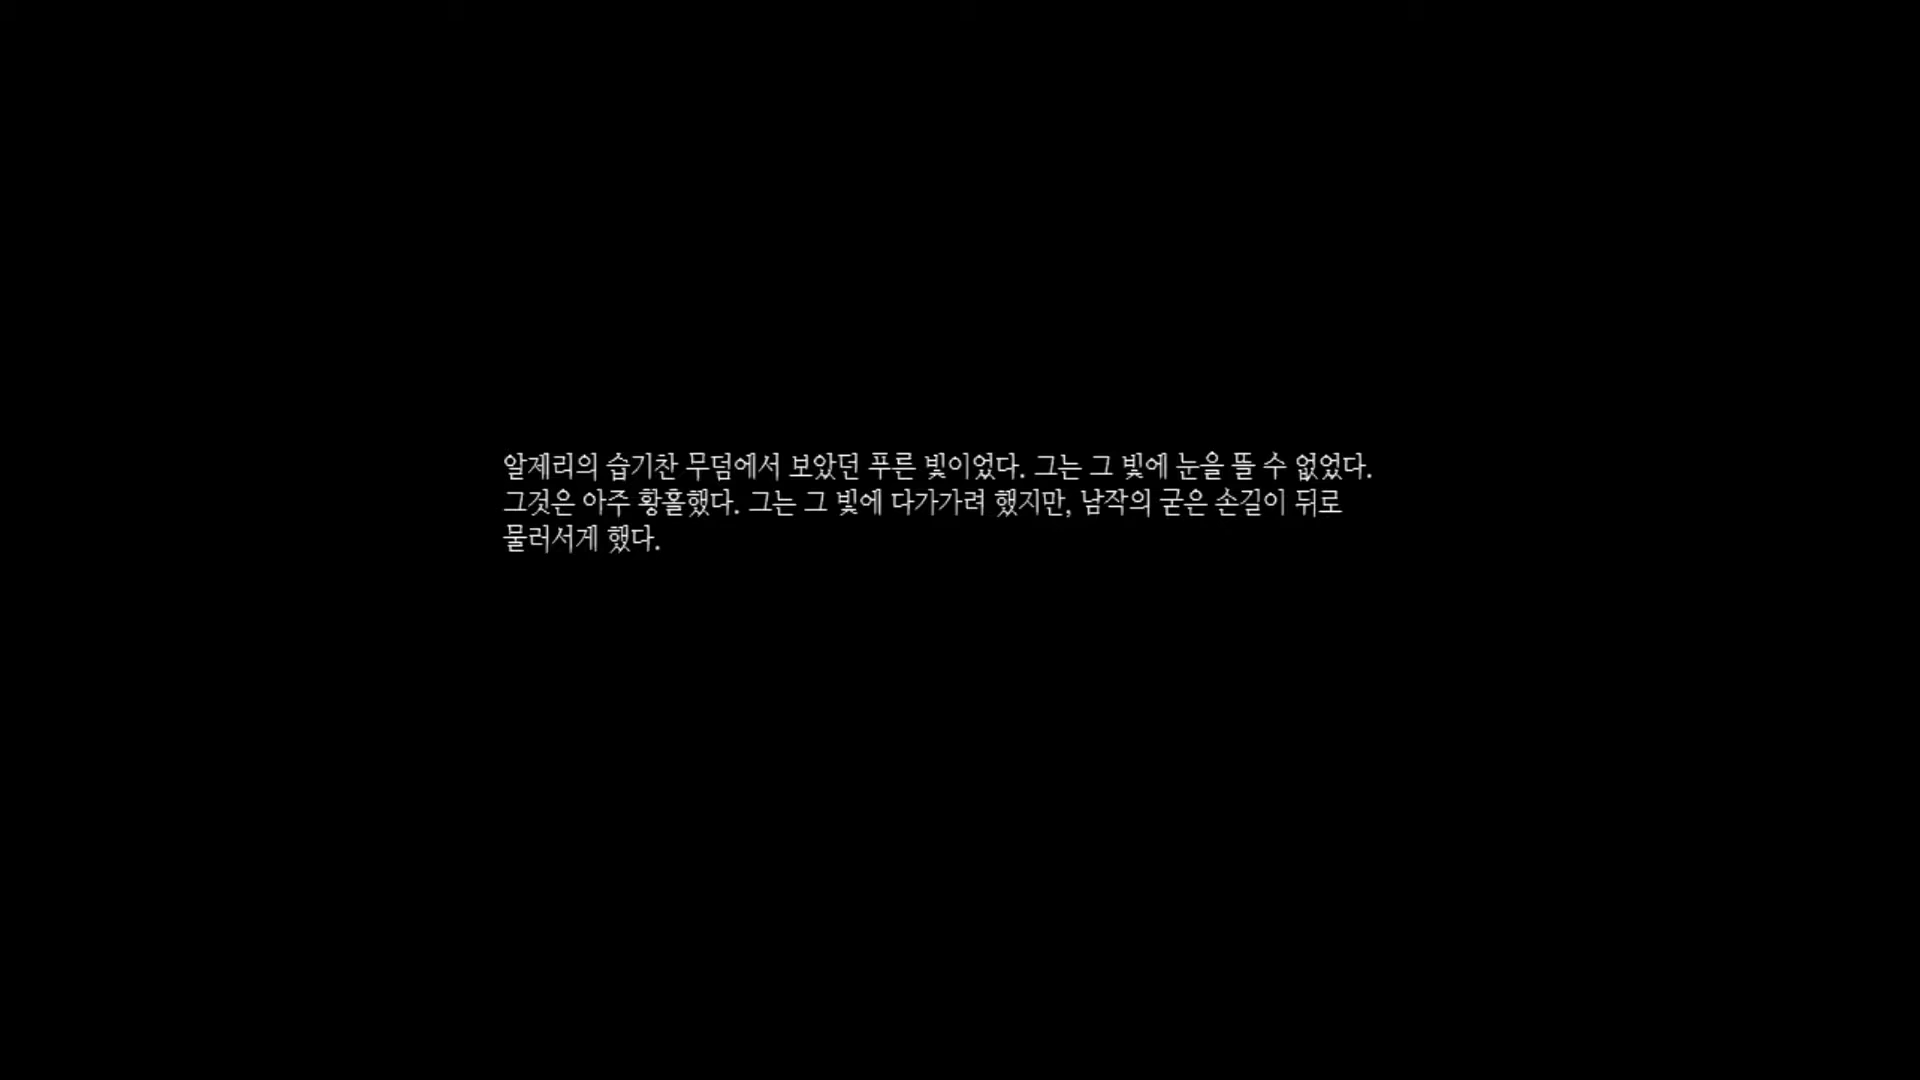 알제리의 습기찬 무덤에서 보았던 푸른 빛이었다. 그는 그 빛에 눈을 뜰 수 없었다.
그것은 아주 황홀했다. 그는 그 빛에 다가가려 했지만, 남작의 굳은 손길이 뒤로
물러서게 했다.